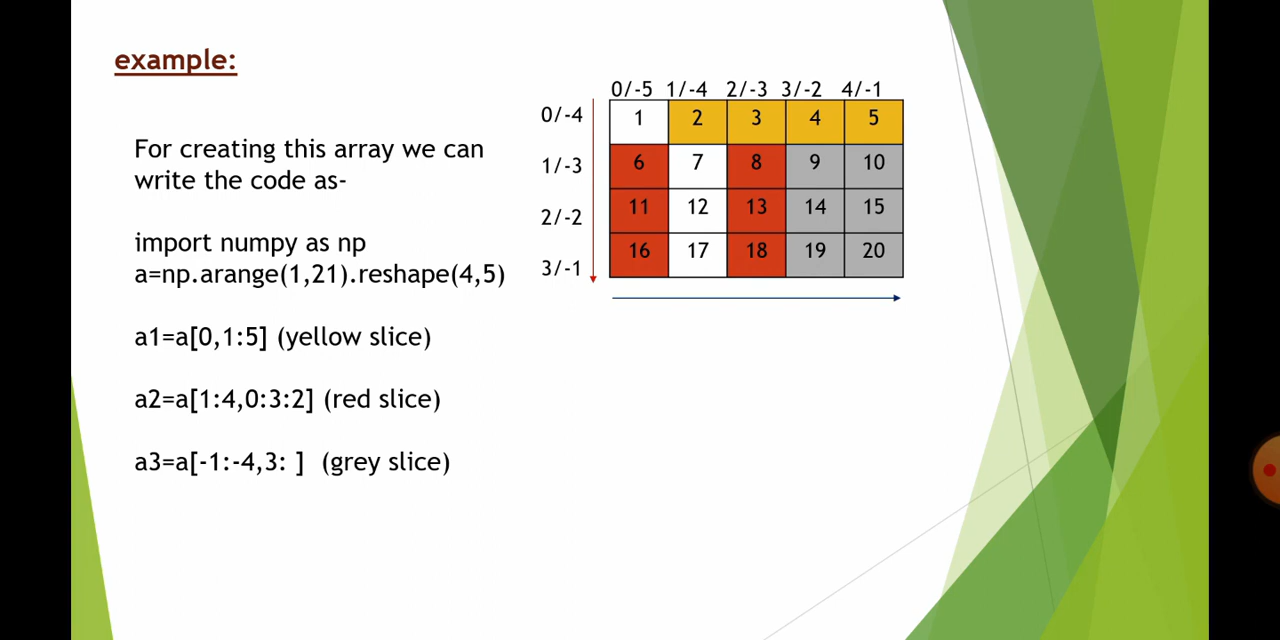 example:
For creating this array we can
write the code as-
import numpy as np
a=np.arange(1,21).reshape(4,5)
a1=a[0,1:5] (yellow slice)
a2=a[1:4,0:3:2] (red slice)
a3=a[-1:-4,3: ] (grey slice)
0/-5 1/-4 2/-3 3/-2 4/-1
0/-4 1 2 3 4 5
1/-3 6 7 8 9 10
2/-2 11 12 13 14 15
3/-1 16 17 18 19 20